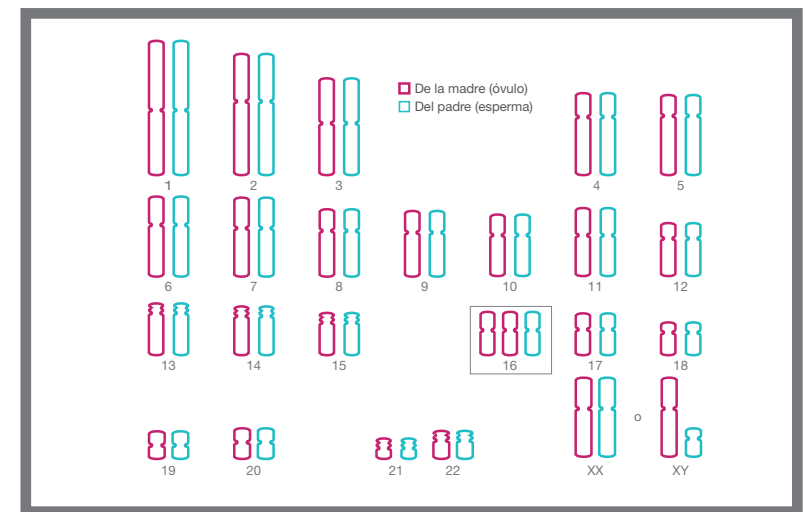 De la madre (óvulo)
Del padre (esperma)
1 2 3 4 5
6 7 8 9 10 11 12
13 14 15 16 17 18
o
19 20 21 22 XX XY